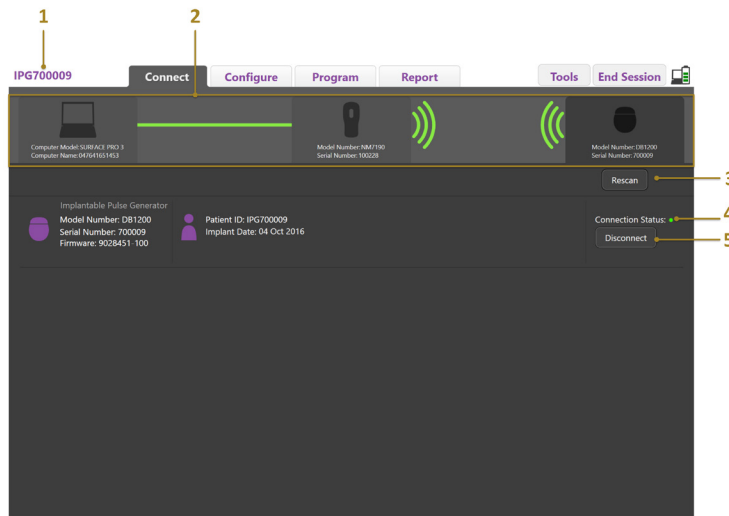 1
2
IPG700009
Connect
Configure
Program
Report
Tools
End Session
Computer Model:SURFACE PRO 3
Computer Name:047641651453
Model Number:NM7190
Serial Number:100228
Model Number:DB1200
Serial Number:700009
Rescan
3
Implantable Pulse Generator
Model Number: DB1200
Serial Number: 700009
Firmware: 9028451-100
Patient ID: IPG700009
Implant Date: 04 Oct 2016
Connection Status:
4
Disconnect
5